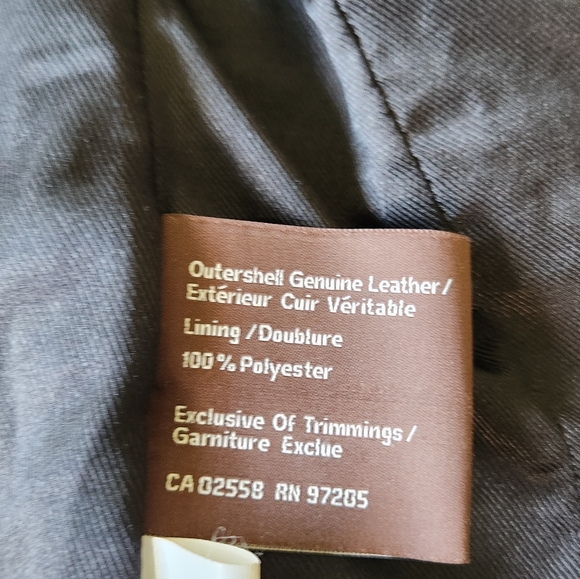 Outershell Genuine Leather/
Extérieur Cuir Véritable
Lining /Doublure
100% Polyester
Exclusive Of Trimmings/
Garniture Exclue
CA 02558 RN 97205